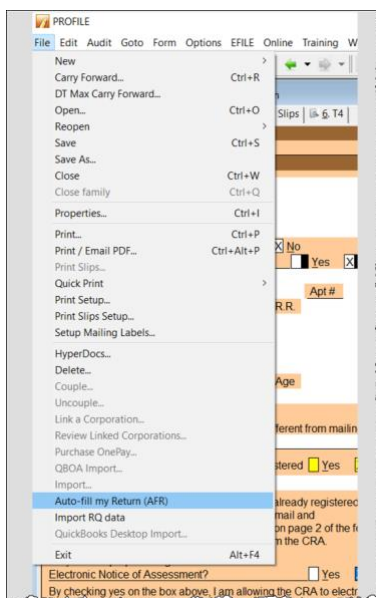 PROFILE
File Edit Audit Goto Form Options EFILE Online Training W
New
Carry Forward... Ctrl+R
DT Max Carry Forward...
Open... Ctrl+O
Reopen
Save Ctrl+S
Save As...
Close Ctrl+W
Close family Ctrl+Q
Properties... Ctrl+I
Print... Ctrl+P
Print / Email PDF... Ctrl+Alt+P
Print Slips...
Quick Print
Print Setup...
Print Slips Setup...
Setup Mailing Labels...
HyperDocs...
Delete...
Couple...
Uncouple...
Link a Corporation...
Review Linked Corporations...
Purchase OnePay...
QBOA Import...
Import...
Auto-fill my Return (AFR)
Import RQ data
QuickBooks Desktop Import...
Exit Alt+F4
Slips 6. T4
X No
Yes X
Apt #
R.R.
Age
ferent from mailin
stered Yes
already registered
mail and
on page 2 of the fo
m the CRA.
Electronic Notice of Assessment? Yes
By checking yes on the box above, I am allowing the CRA to electr